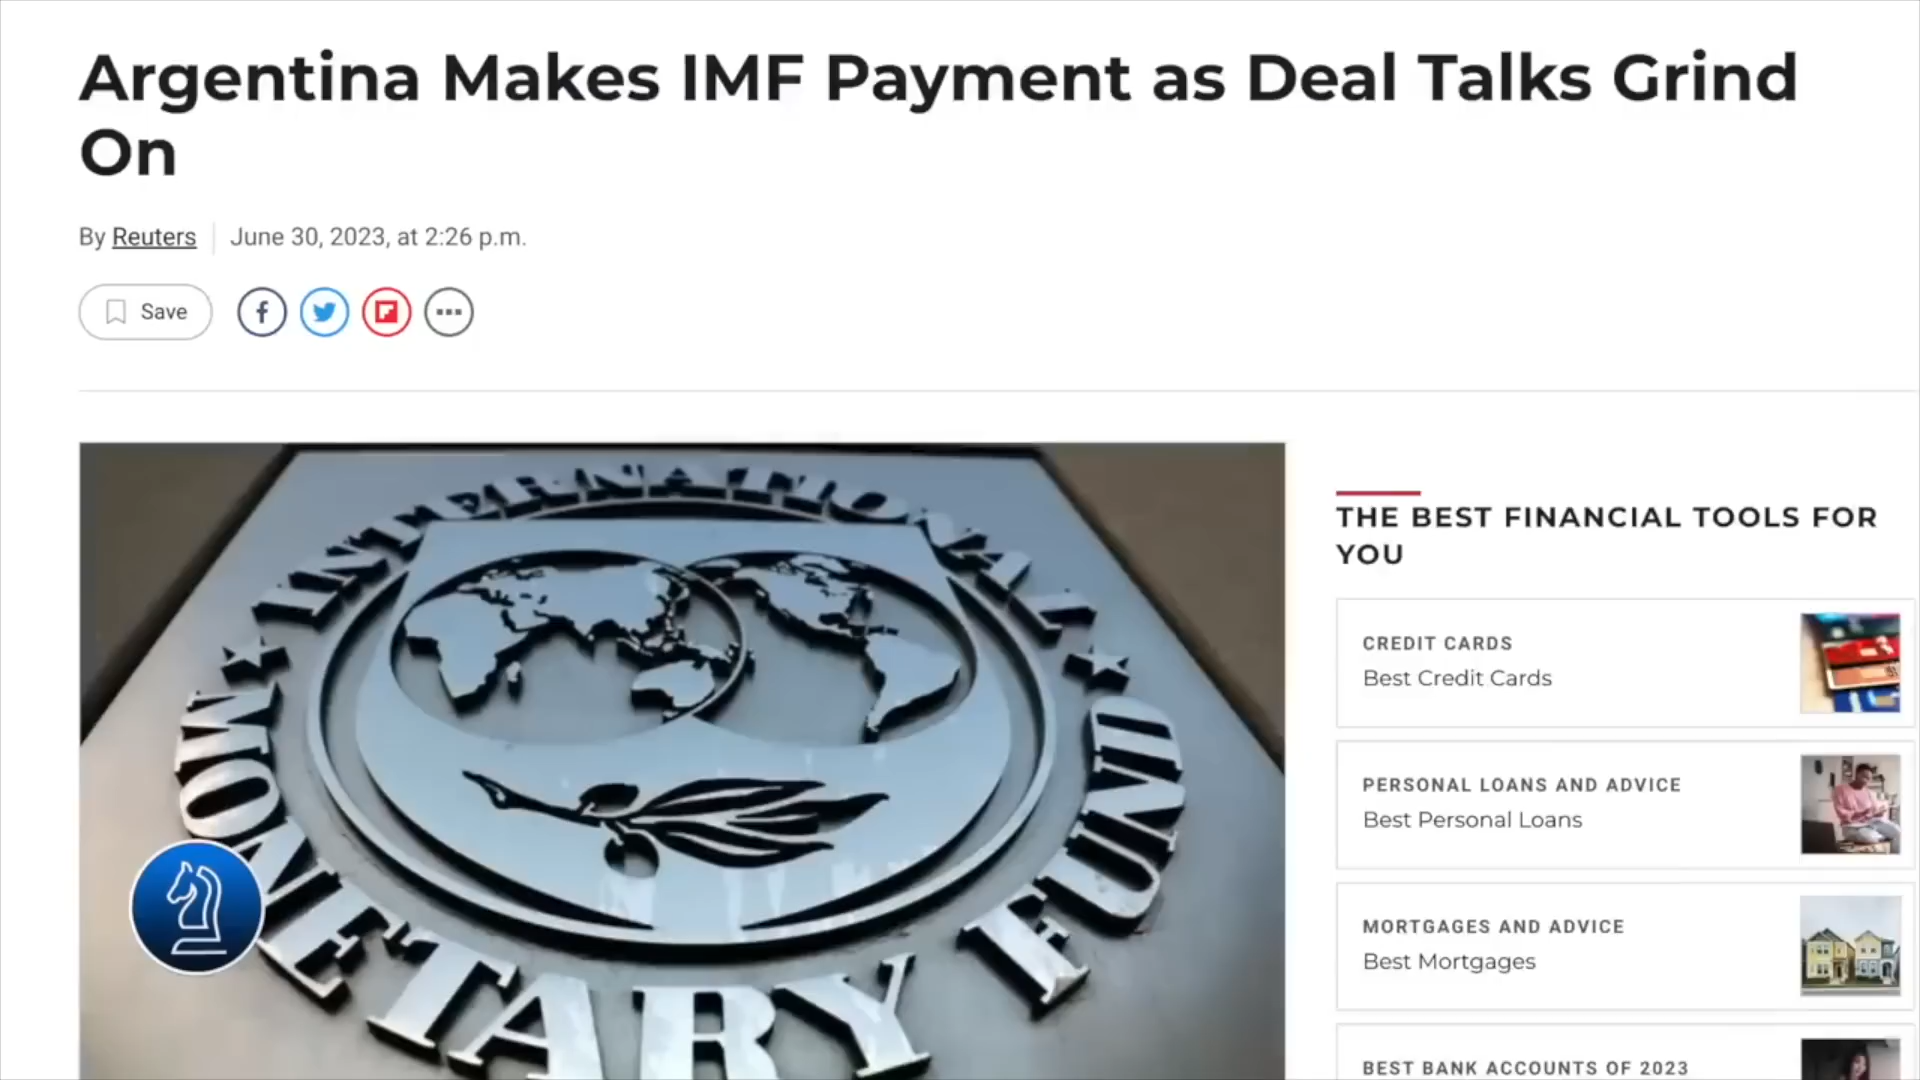 Argentina Makes IMF Payment as Deal Talks Grind
On
By Reuters
June 30, 2023, at 2:26 p.m.
Save
INTERNATIONAL
MONETARY FUND
THE BEST FINANCIAL TOOLS FOR
YOU
CREDIT CARDS
Best Credit Cards
PERSONAL LOANS AND ADVICE
Best Personal Loans
MORTGAGES AND ADVICE
Best Mortgages
BEST BANK ACCOUNTS OF 2023